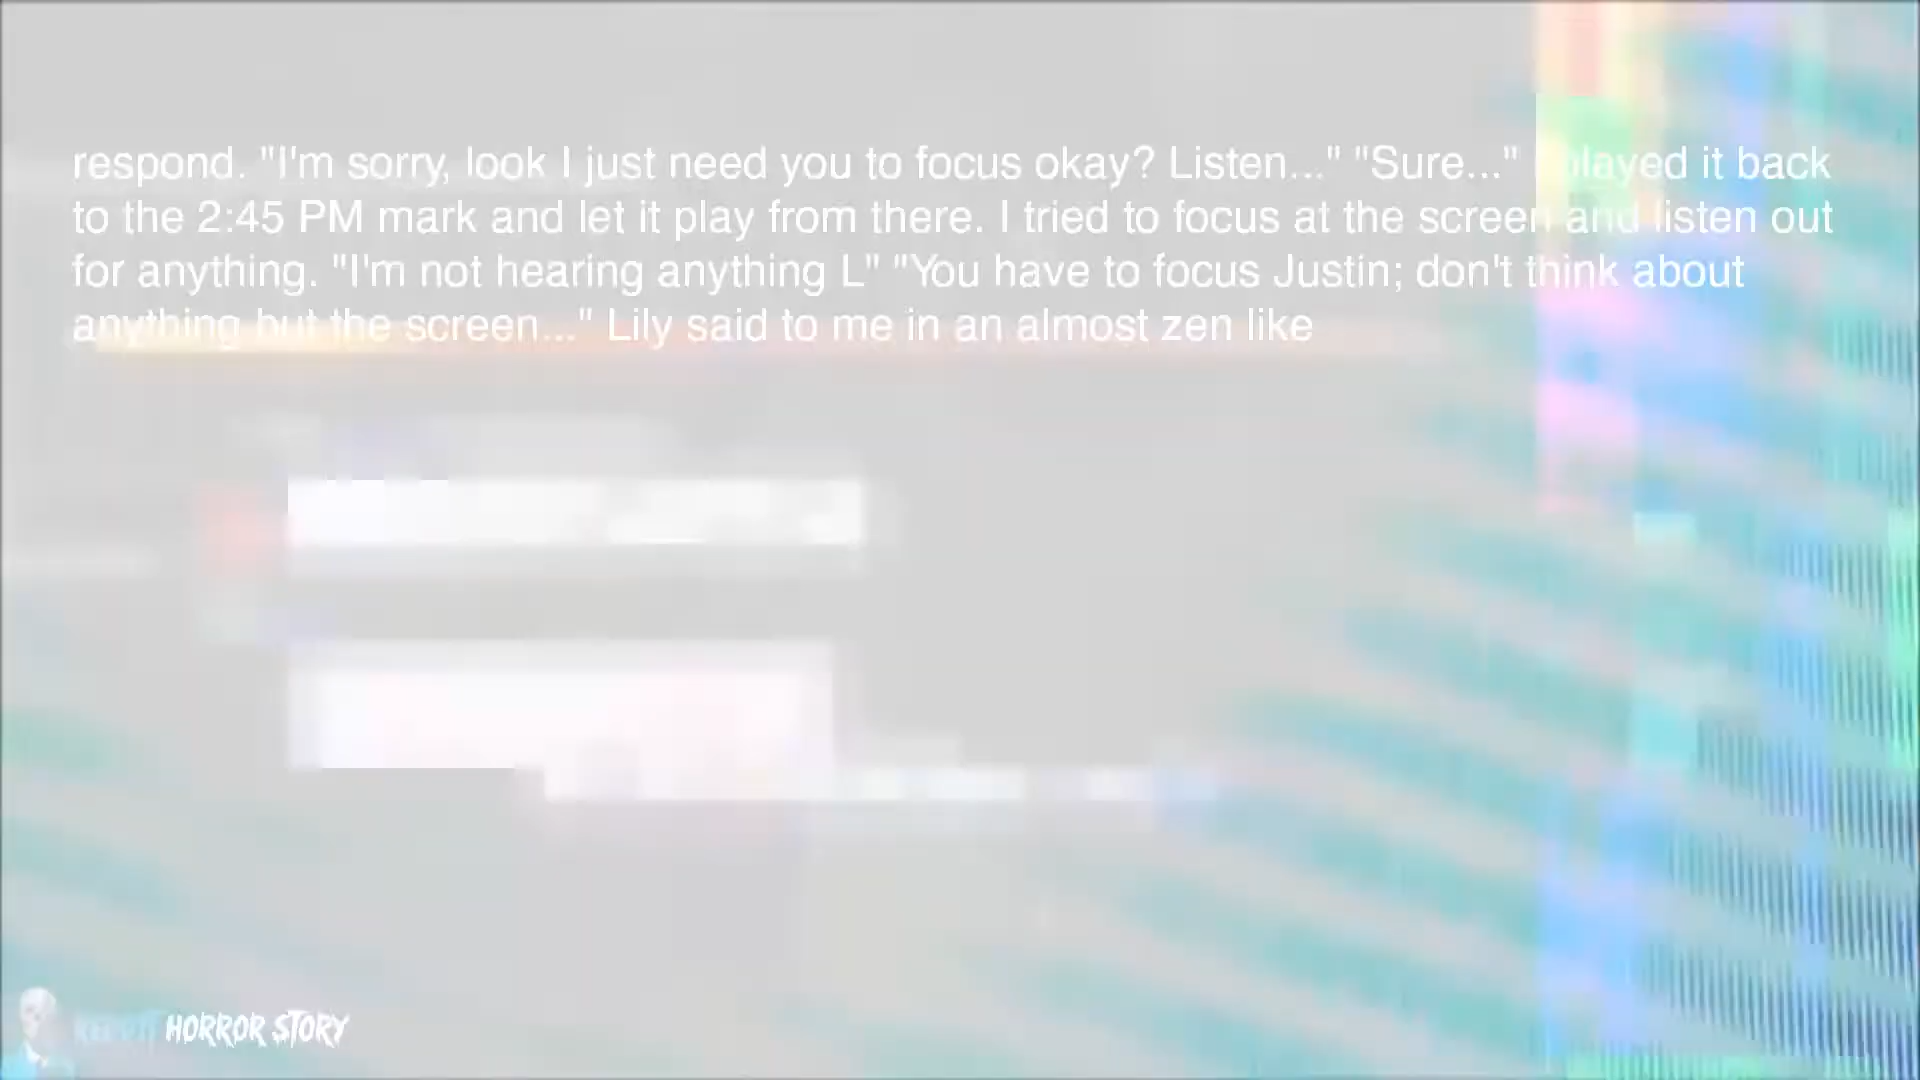 respond. "I'm sorry, look I just need you to focus okay? Listen..." "Sure..." I played it back
to the 2:45 PM mark and let it play from there. I tried to focus at the screen and listen out
for anything. "I'm not hearing anything L" "You have to focus Justin; don't think about
anything but the screen..." Lily said to me in an almost zen like
REDDIT HORROR STORY